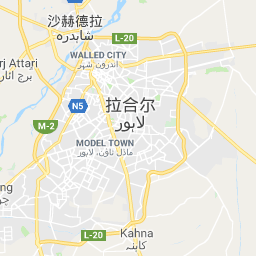 沙赫德拉
شاہدرہ
L-20
WALLED CITY
اندرون شہر
rj Attari
برج اٹار
N5
拉合尔
لاہور
M-2
MODEL TOWN
ماڈل ٹاؤن، لاہور
ng
L-20
Kahna
کاہنہ